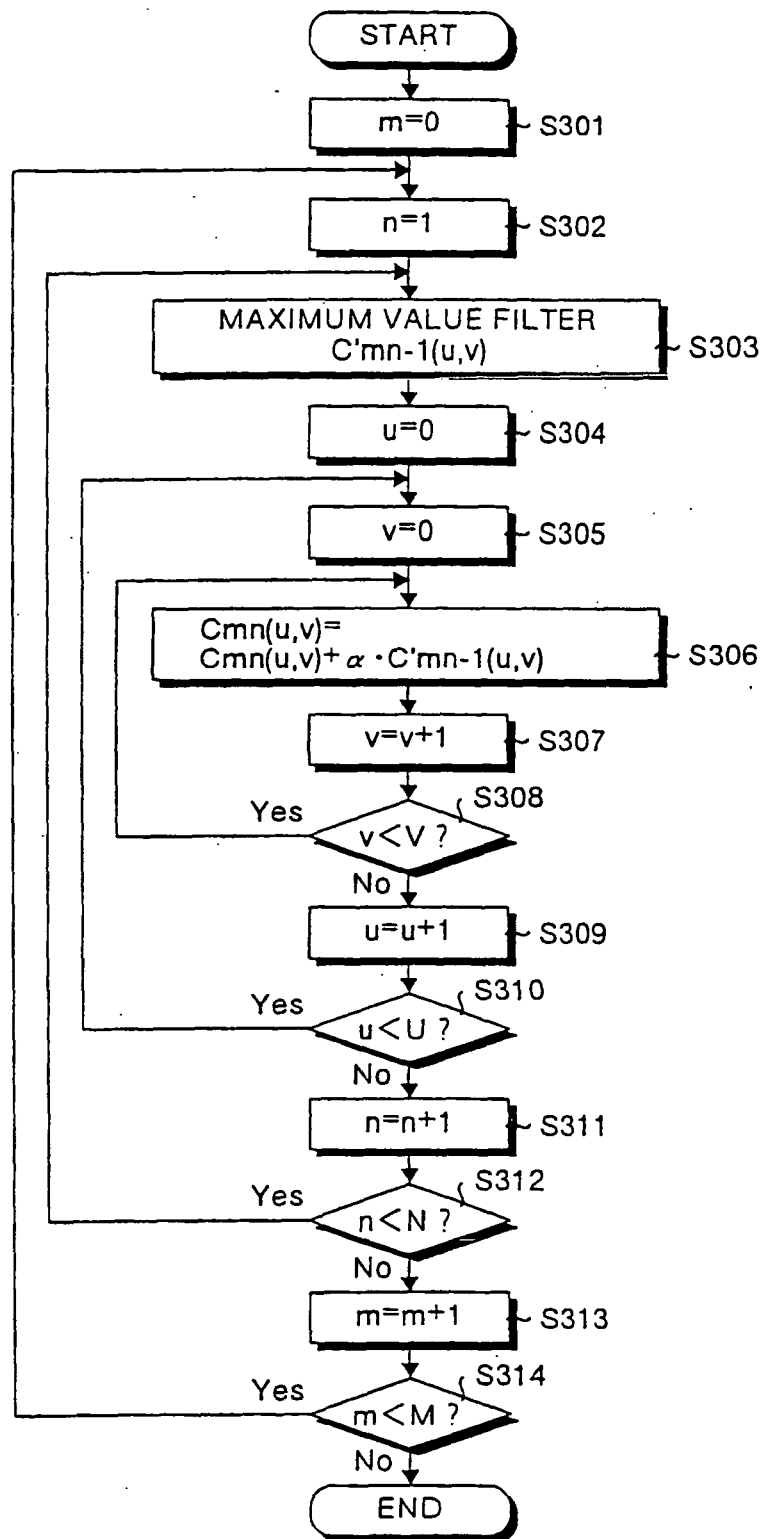 START
m=0
S301
n=1
S302
MAXIMUM VALUE FILTER
C'mn-1(u,v)
S303
u=0
S304
v=0
S305
Cmn(u,v)=
Cmn(u,v)+α·C'mn-1(u,v)
S306
v=v+1
S307
S308
Yes
v<V ?
No
u=u+1
S309
S310
Yes
u<U ?
No
n=n+1
S311
S312
Yes
n<N ?
No
m=m+1
S313
S314
Yes
m<M ?
No
END